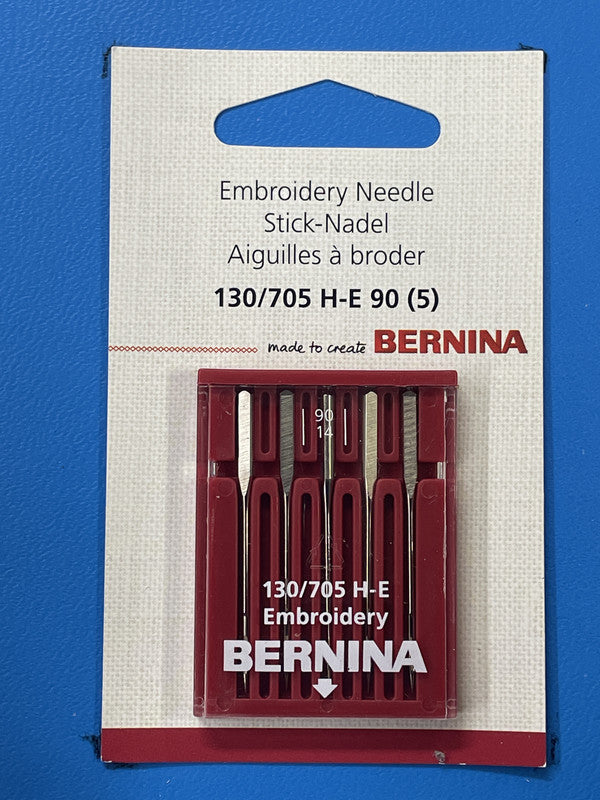 Embroidery Needle
Stick-Nadel
Aiguilles à broder
130/705 H-E 90 (5)
made to create BERNINA
90
14
130/705 H-E
Embroidery
BERNINA